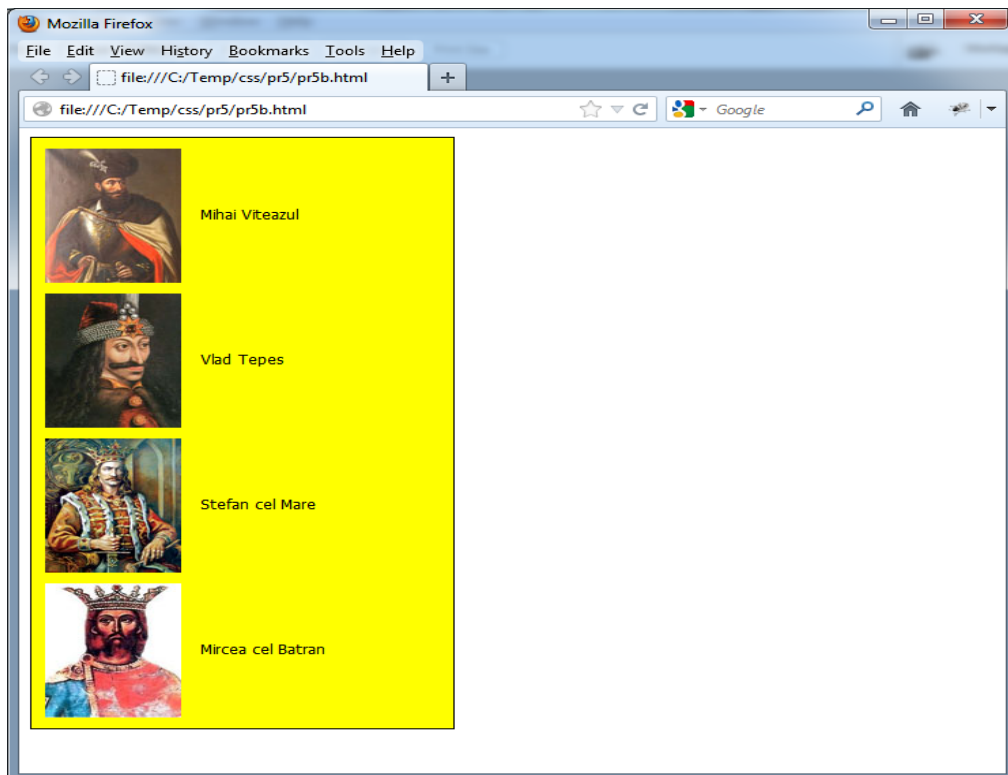 Mozilla Firefox
File Edit View History Bookmarks Tools Help
file:///C:/Temp/css/pr5/pr5b.html
file:///C:/Temp/css/pr5/pr5b.html Google
Mihai Viteazul
Vlad Tepes
Stefan cel Mare
Mircea cel Batran